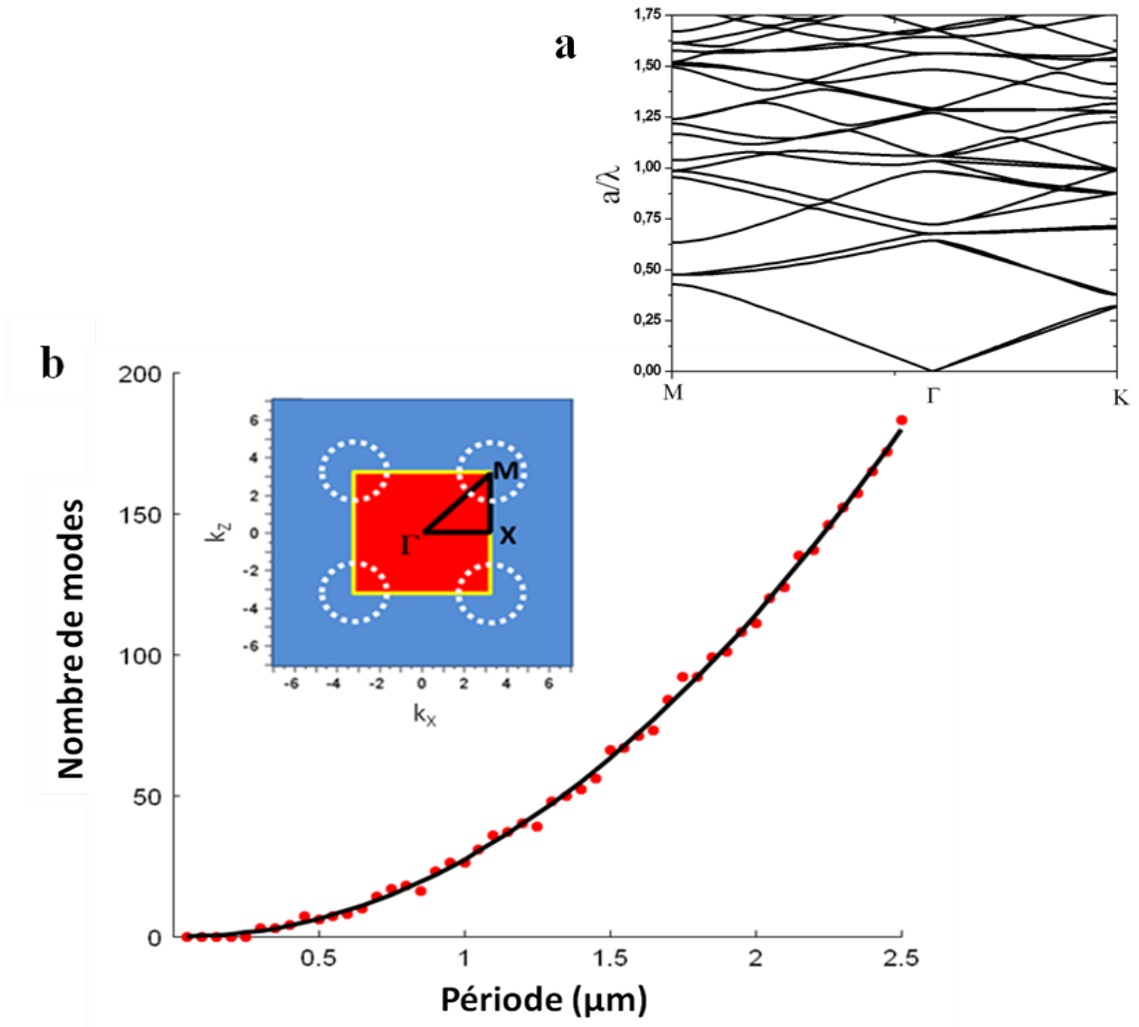 a
1,75
1,50
1,25
1,00
0,75
0,50
0,25
0,00
a/λ
M Γ K
b
200
150
100
50
0
Nombre de modes
6
4
2
0
-2
-4
-6
k_Z
M
Γ X
-6 -4 -2 0 2 4 6
k_X
0.5 1 1.5 2 2.5
Période (µm)